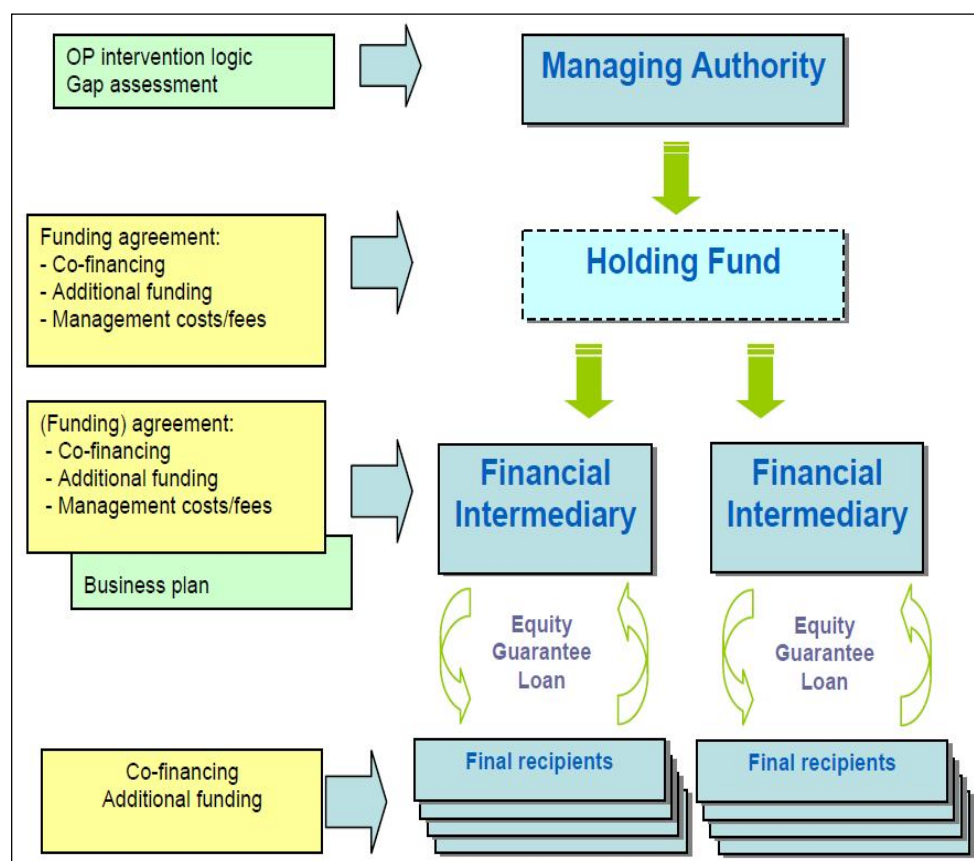 OP intervention logic
Gap assessment
Managing Authority
Funding agreement:
- Co-financing
- Additional funding
- Management costs/fees
Holding Fund
(Funding) agreement:
- Co-financing
- Additional funding
- Management costs/fees
Business plan
Financial
Intermediary
Financial
Intermediary
Equity
Guarantee
Loan
Equity
Guarantee
Loan
Co-financing
Additional funding
Final recipients
Final recipients